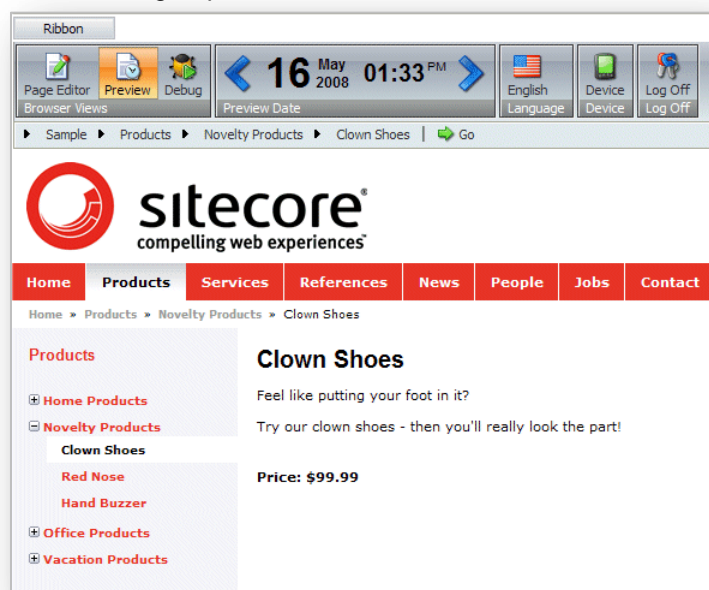 Ribbon
Page Editor Preview Debug
Browser Views
16 May 2008 01:33 PM
Preview Date
English
Language
Device
Device
Log Off
Log Off
Sample Products Novelty Products Clown Shoes | Go
sitecore®
compelling web experiences™
Home Products Services References News People Jobs Contact
Home » Products » Novelty Products » Clown Shoes
Products
Home Products
Novelty Products
Clown Shoes
Red Nose
Hand Buzzer
Office Products
Vacation Products
Clown Shoes
Feel like putting your foot in it?
Try our clown shoes - then you'll really look the part!
Price: $99.99